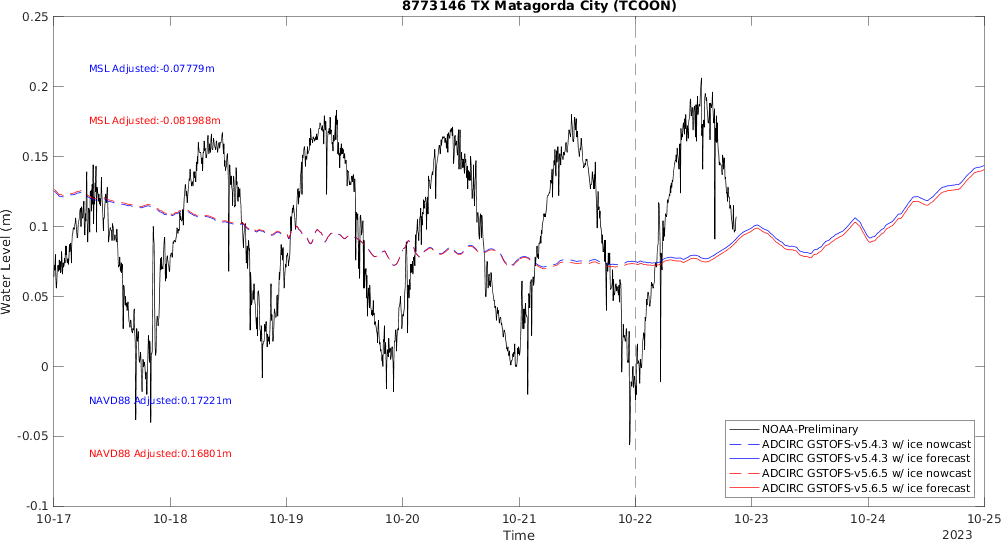 8773146 TX Matagorda City (TCOON)
0.25
0.2
0.15
0.1
0.05
0
-0.05
-0.1
Water Level (m)
MSL Adjusted:-0.07779m
MSL Adjusted:-0.081988m
NAVD88 Adjusted:0.17221m
NAVD88 Adjusted:0.16801m
NOAA-Preliminary
ADCIRC GSTOFS-v5.4.3 w/ ice nowcast
ADCIRC GSTOFS-v5.4.3 w/ ice forecast
ADCIRC GSTOFS-v5.6.5 w/ ice nowcast
ADCIRC GSTOFS-v5.6.5 w/ ice forecast
10-17 10-18 10-19 10-20 10-21 10-22 10-23 10-24 10-25
Time
2023